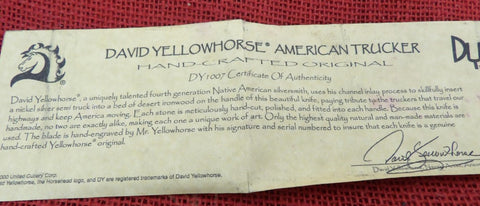 DAVID YELLOWHORSE® AMERICAN TRUCKER
HAND-CRAFTED ORIGINAL
DY1007 Certificate Of Authenticity
Dy
David Yellowhorse®, a uniquely talented fourth generation Native American silversmith, uses his channel inlay process to skillfully insert
a nickel silver semi truck into a bed of desert ironwood on the handle of this beautiful knife, paying tribute to the truckers that travel our
highways and keep America moving. Each stone is meticulously hand-cut, polished, and fitted into each handle. Because this knife is
handmade, no two are exactly alike, making each one a unique work of art. Only the highest quality natural and man-made materials are
used. The blade is hand-engraved by Mr. Yellowhorse with his signature and serial numbered to insure that each knife is a genuine
hand-crafted Yellowhorse® original.
David Yellowhorse
United Cutlery Corp.
Yellowhorse, the Horsehead logo, and DY are registered trademarks of David Yellowhorse.